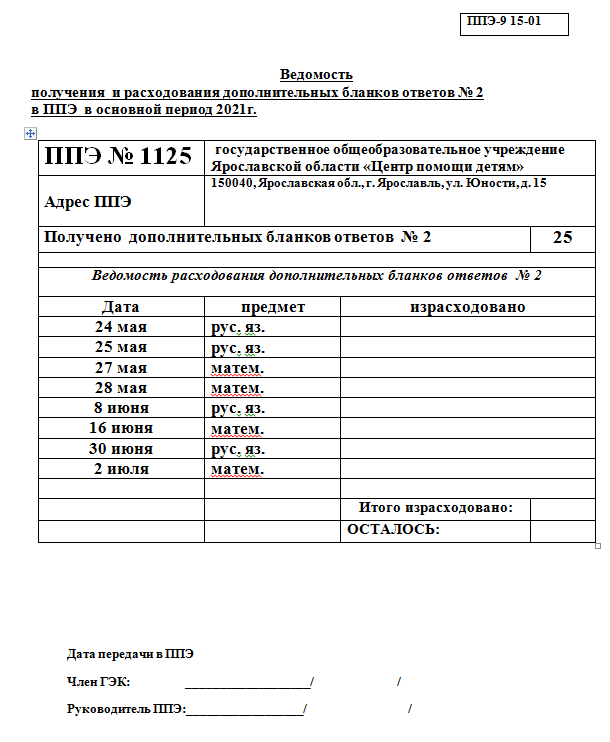 ППЭ-9 15-01
Ведомость
получения и расходования дополнительных бланков ответов № 2
в ППЭ в основной период 2021г.
ППЭ № 1125
государственное общеобразовательное учреждение
Ярославской области «Центр помощи детям»
Адрес ППЭ
150040, Ярославская обл., г. Ярославль, ул. Юности, д. 15
Получено дополнительных бланков ответов № 2 25
Ведомость расходования дополнительных бланков ответов № 2
Дата предмет израсходовано
24 мая рус. яз.
25 мая рус. яз.
27 мая матем.
28 мая матем.
8 июня рус. яз.
16 июня матем.
30 июня рус. яз.
2 июля матем.
Итого израсходовано:
ОСТАЛОСЬ:
Дата передачи в ППЭ
Член ГЭК: ___________________/ /
Руководитель ППЭ:__________________/ /